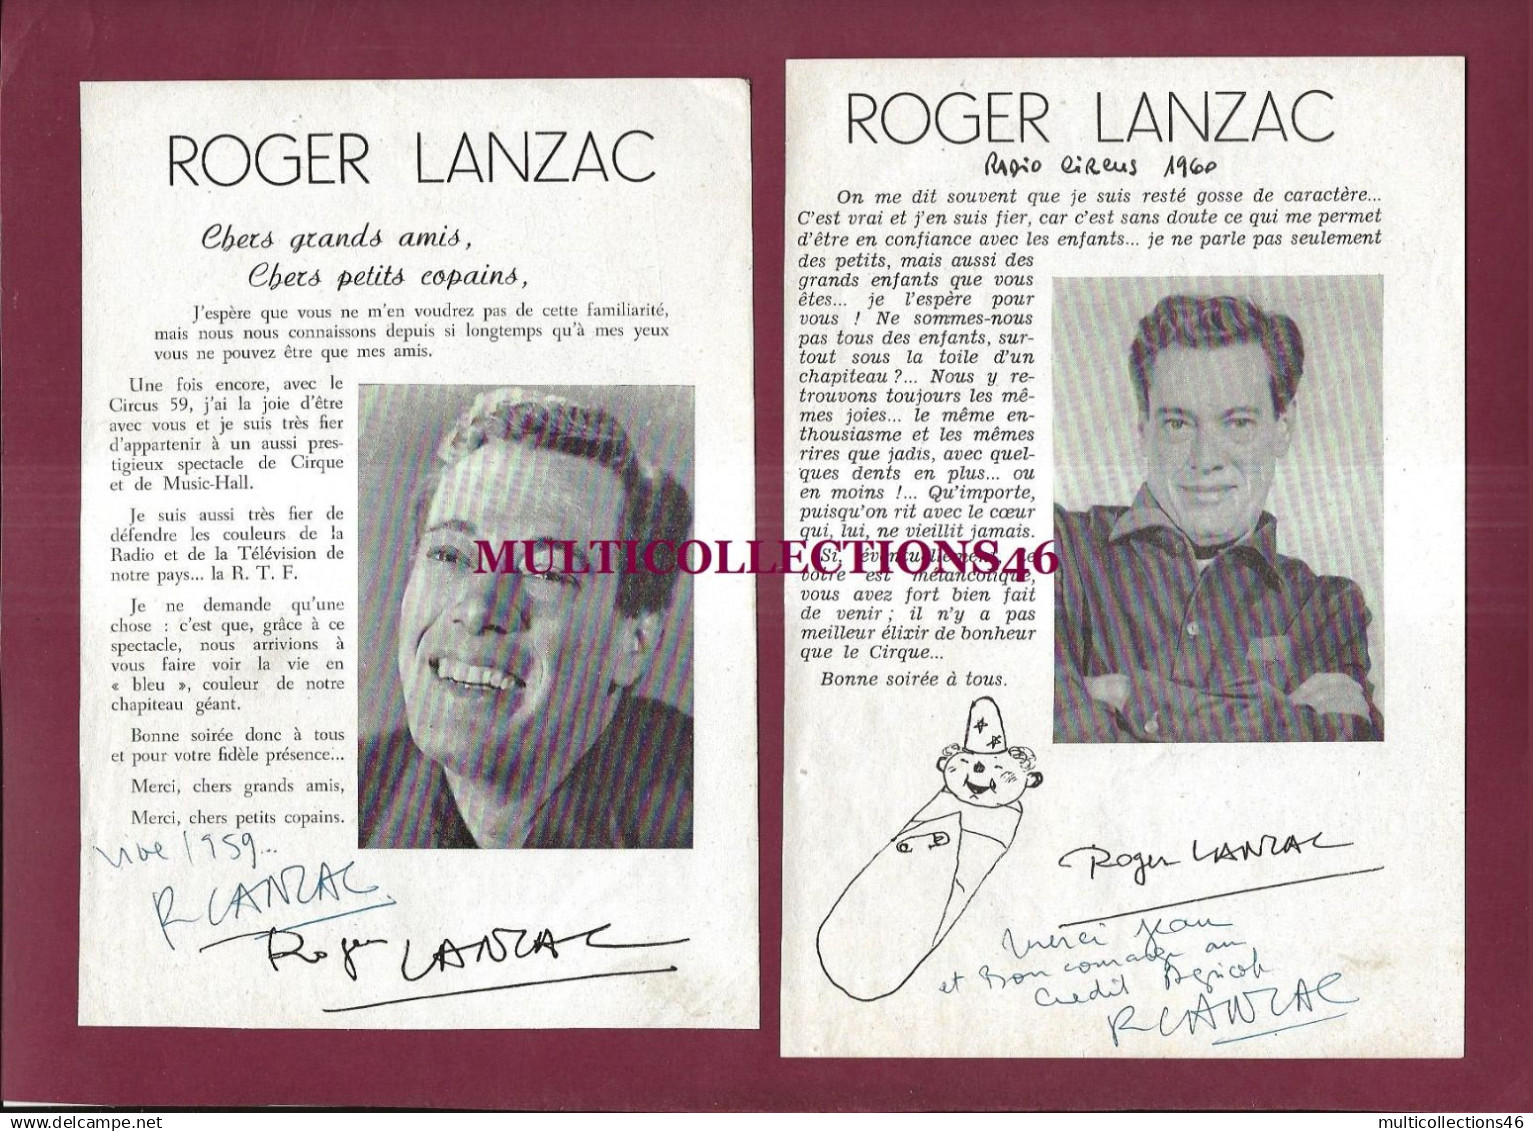 ROGER LANZAC
Chers grands amis,
Chers petits copains,
J'espère que vous ne m'en voudrez pas de cette familiarité,
mais nous nous connaissons depuis si longtemps qu'à mes yeux
vous ne pouvez être que mes amis.
Une fois encore, avec le
Circus 59, j'ai la joie d'être
avec vous et je suis très fier
d'appartenir à un aussi pres-
tigieux spectacle de Cirque
et de Music-Hall.
Je suis aussi très fier de
défendre les couleurs de la
Radio et de la Télévision de
notre pays... la R. T. F.
Je ne demande qu'une
chose : c'est que, grâce à ce
spectacle, nous arrivions à
vous faire voir la vie en
« bleu », couleur de notre
chapiteau géant.
Bonne soirée donc à tous
et pour votre fidèle présence...
Merci, chers grands amis,
Merci, chers petits copains.
Vive 1959...
R LANZAC
Roger LANZAC
ROGER LANZAC
RADIO CIRCUS 1960
On me dit souvent que je suis resté gosse de caractère...
C'est vrai et j'en suis fier, car c'est sans doute ce qui me permet
d'être en confiance avec les enfants... je ne parle pas seulement
des petits, mais aussi des
grands enfants que vous
êtes... je l'espère pour
vous ! Ne sommes-nous
pas tous des enfants, sur-
tout sous la toile d'un
chapiteau ?... Nous y re-
trouvons toujours les mê-
mes joies... le même en-
thousiasme et les mêmes
rires que jadis, avec quel-
ques dents en plus... ou
en moins !... Qu'importe,
puisqu'on rit avec le cœur
qui, lui, ne vieillit jamais.
Si, éventuellement, le
vôtre est mélancolique,
vous avez fort bien fait
de venir ; il n'y a pas
meilleur élixir de bonheur
que le Cirque...
Bonne soirée à tous.
Roger LANZAC
Merci Jean
et Bon courage au
Crédit Agricole
R LANZAC
MULTICOLLECTIONS46
multicollections46